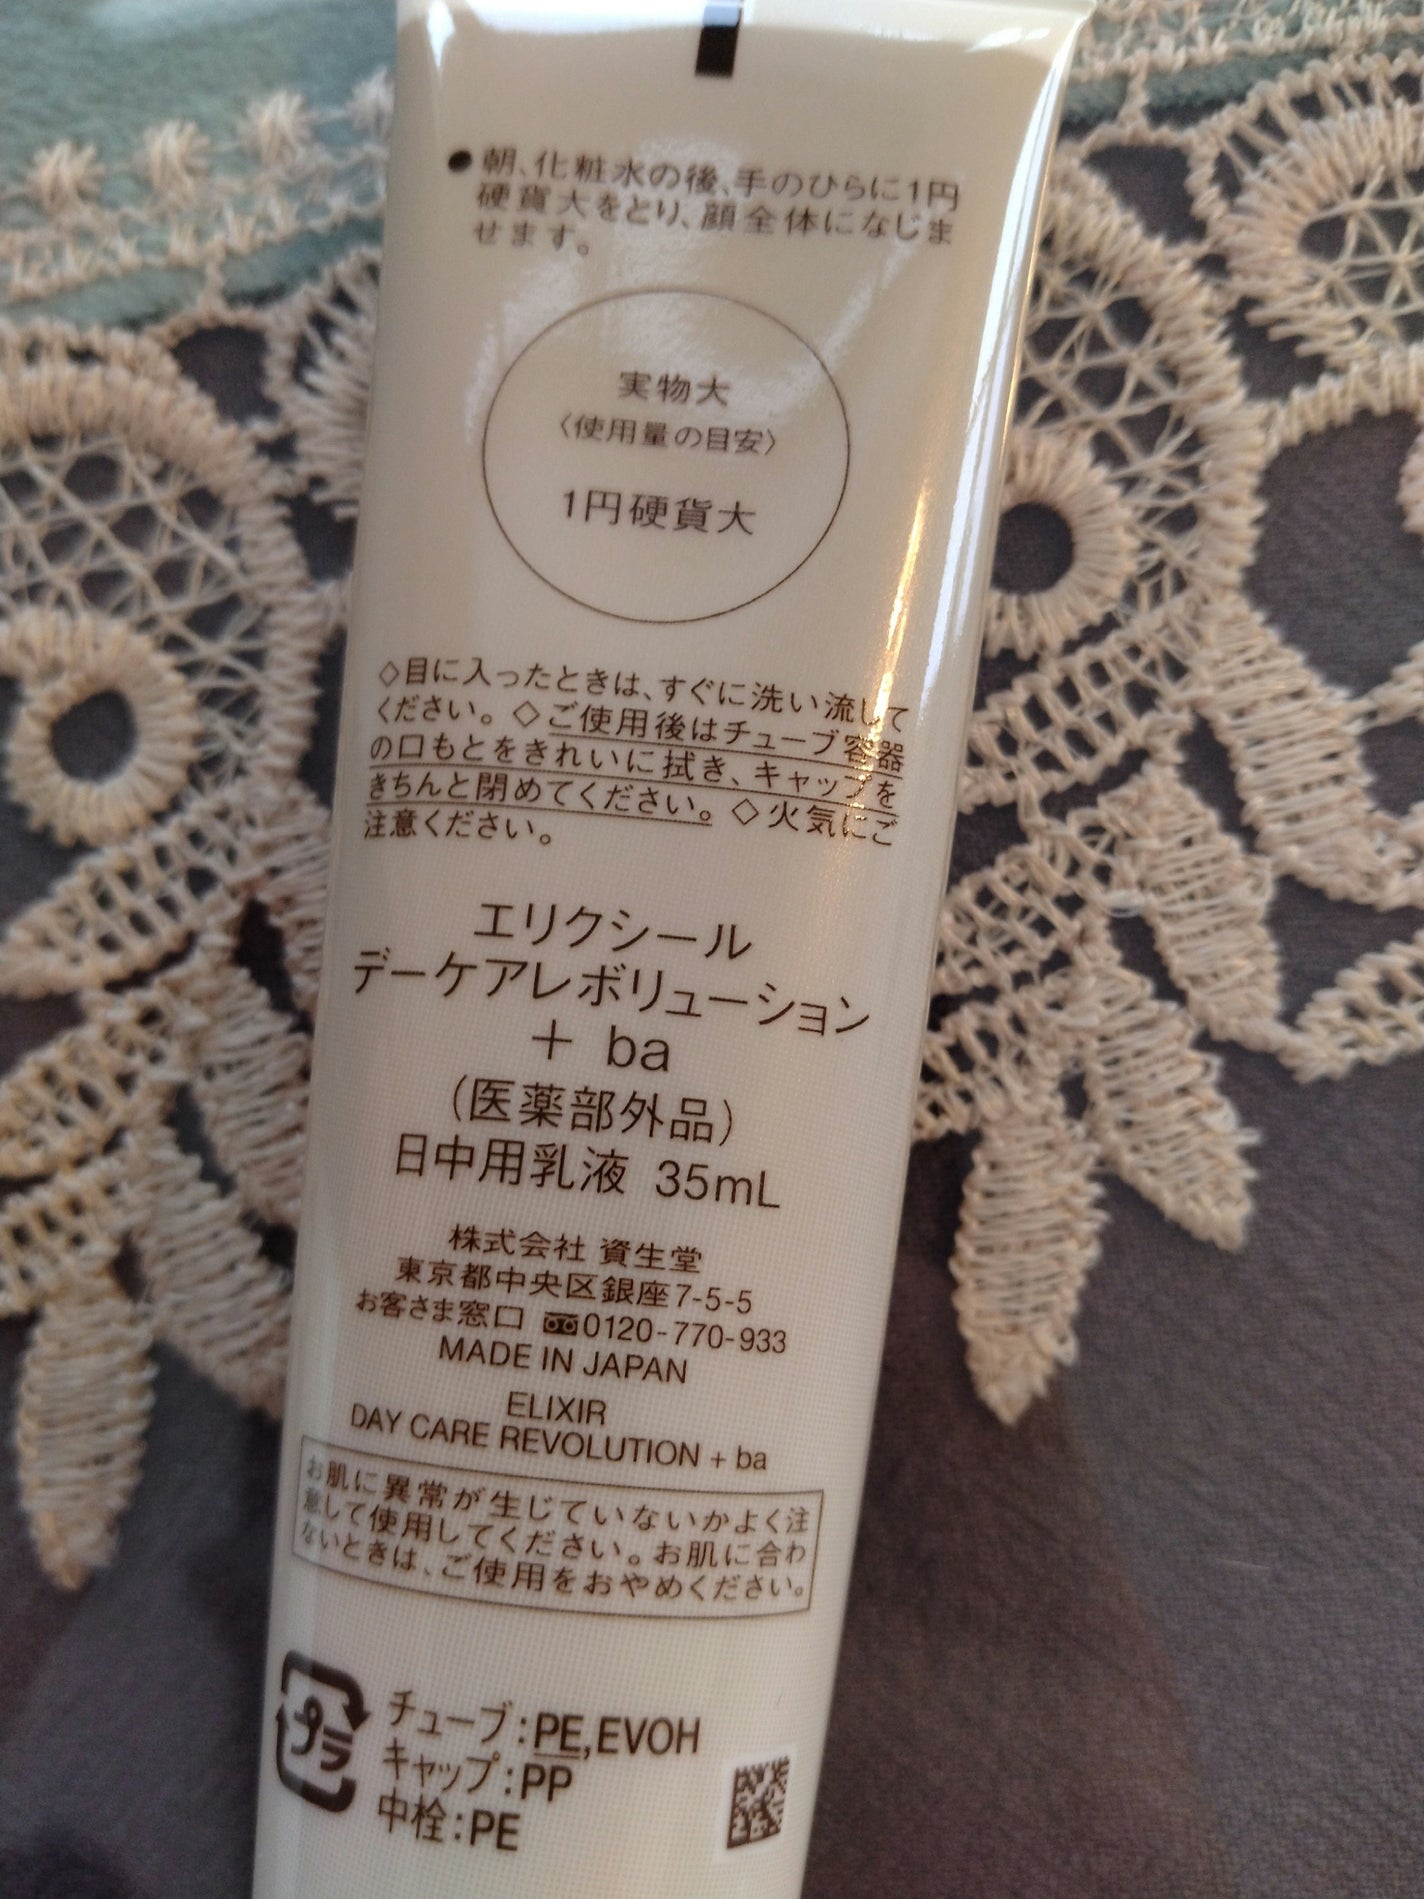 ●朝、化粧水の後、手のひらに1円
硬貨大をとり、顔全体になじま
せます。
実物大
〈使用量の目安〉
1円硬貨大
◇目に入ったときは、すぐに洗い流して
ください。◇ご使用後はチューブ容器
の口もとをきれいに拭き、キャップを
きちんと閉めてください。◇火気にご
注意ください。
エリクシール
デーケアレボリューション
+ ba
(医薬部外品)
日中用乳液 35mL
株式会社 資生堂
東京都中央区銀座7-5-5
お客さま窓口 0120-770-933
MADE IN JAPAN
ELIXIR
DAY CARE REVOLUTION + ba
お肌に異常が生じていないかよく注
意して使用してください。お肌に合わ
ないときは、ご使用をおやめください。
プラ
チューブ:PE,EVOH
キャップ:PP
中栓:PE